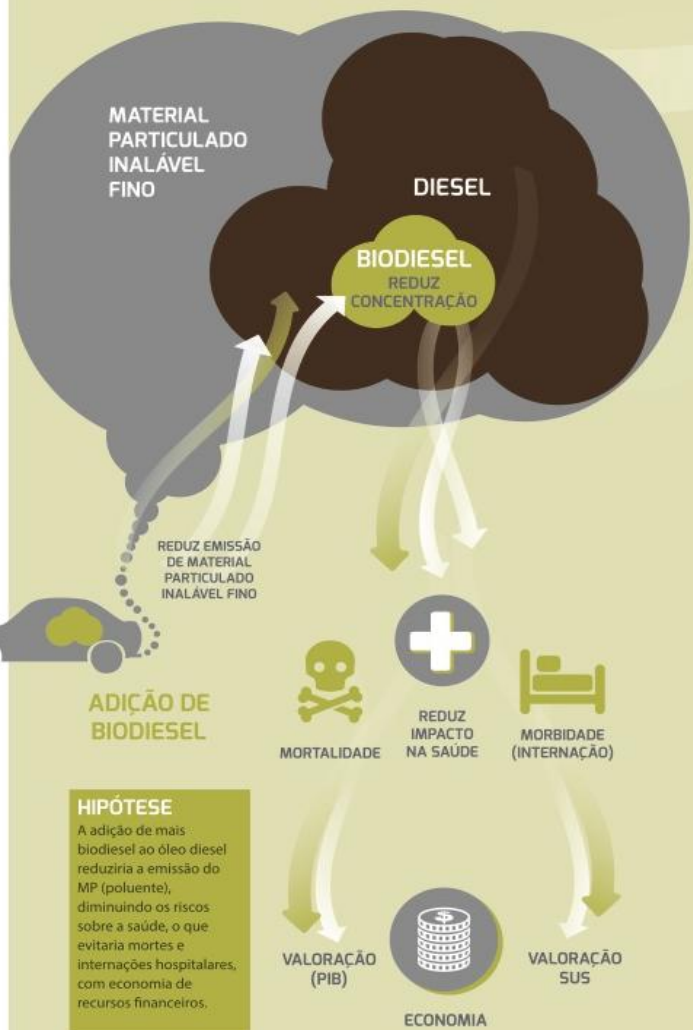 MATERIAL
PARTICULADO
INALÁVEL
FINO
DIESEL
BIODIESEL
REDUZ
CONCENTRAÇÃO
REDUZ EMISSÃO
DE MATERIAL
PARTICULADO
INALÁVEL FINO
ADIÇÃO DE
BIODIESEL
MORTALIDADE
REDUZ
IMPACTO
NA SAÚDE
MORBIDADE
(INTERNAÇÃO)
HIPÓTESE
A adição de mais
biodiesel ao óleo diesel
reduziria a emissão do
MP (poluente),
diminuindo os riscos
sobre a saúde, o que
evitaria mortes e
internações hospitalares,
com economia de
recursos financeiros.
VALORAÇÃO
(PIB)
$
ECONOMIA
VALORAÇÃO
SUS